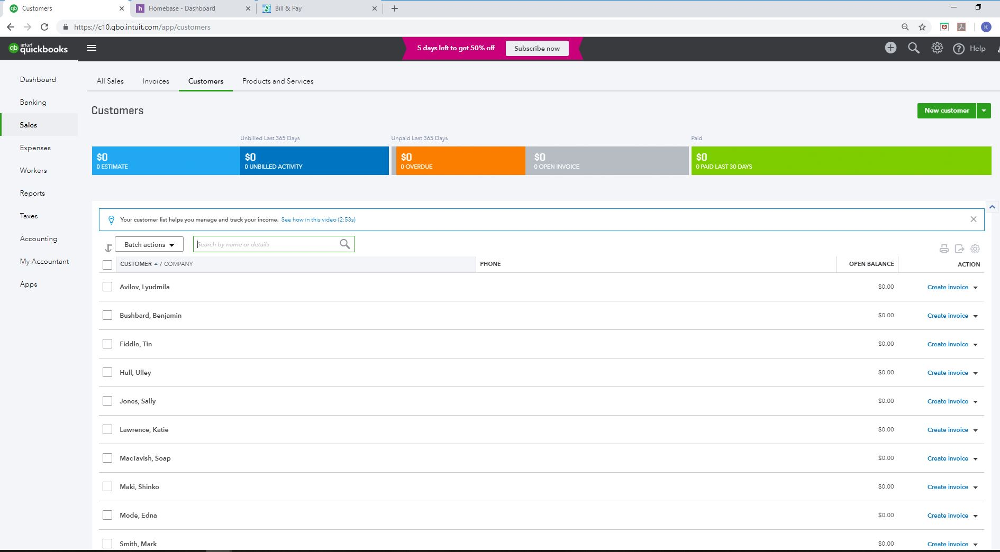 Customers
Homebase - Dashboard
Bill & Pay
https://c10.qbo.intuit.com/app/customers
K
intuit
qb quickbooks
5 days left to get 50% off
Subscribe now
Help
Dashboard
Banking
Sales
Expenses
Workers
Reports
Taxes
Accounting
My Accountant
Apps
All Sales
Invoices
Customers
Products and Services
Customers
New customer
Unbilled Last 365 Days
Unpaid Last 365 Days
Paid
$0
0 ESTIMATE
$0
0 UNBILLED ACTIVITY
$0
0 OVERDUE
$0
0 OPEN INVOICE
$0
0 PAID LAST 30 DAYS
Your customer list helps you manage and track your income. See how in this video (2:53s)
Batch actions
Search by name or details
CUSTOMER / COMPANY
PHONE
OPEN BALANCE
ACTION
Avilov, Lyudmila $0.00 Create invoice
Bushbard, Benjamin $0.00 Create invoice
Fiddle, Tin $0.00 Create invoice
Hull, Ulley $0.00 Create invoice
Jones, Sally $0.00 Create invoice
Lawrence, Katie $0.00 Create invoice
MacTavish, Soap $0.00 Create invoice
Maki, Shinko $0.00 Create invoice
Mode, Edna $0.00 Create invoice
Smith, Mark $0.00 Create invoice